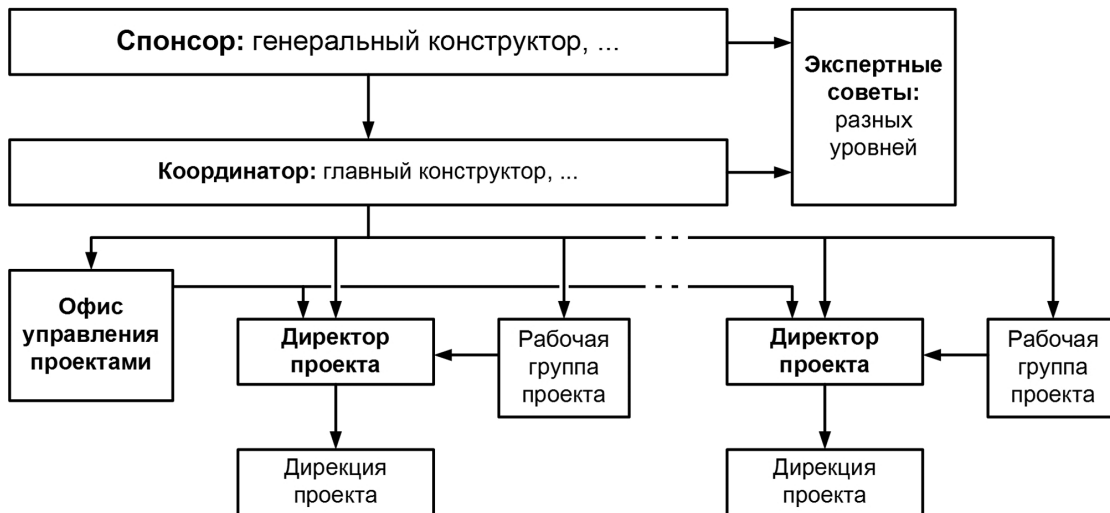 Спонсор: генеральный конструктор, ...
Экспертные
советы:
разных
уровней
Координатор: главный конструктор, ...
Офис
управления
проектами
Директор
проекта
Рабочая
группа
проекта
Директор
проекта
Рабочая
группа
проекта
Дирекция
проекта
Дирекция
проекта